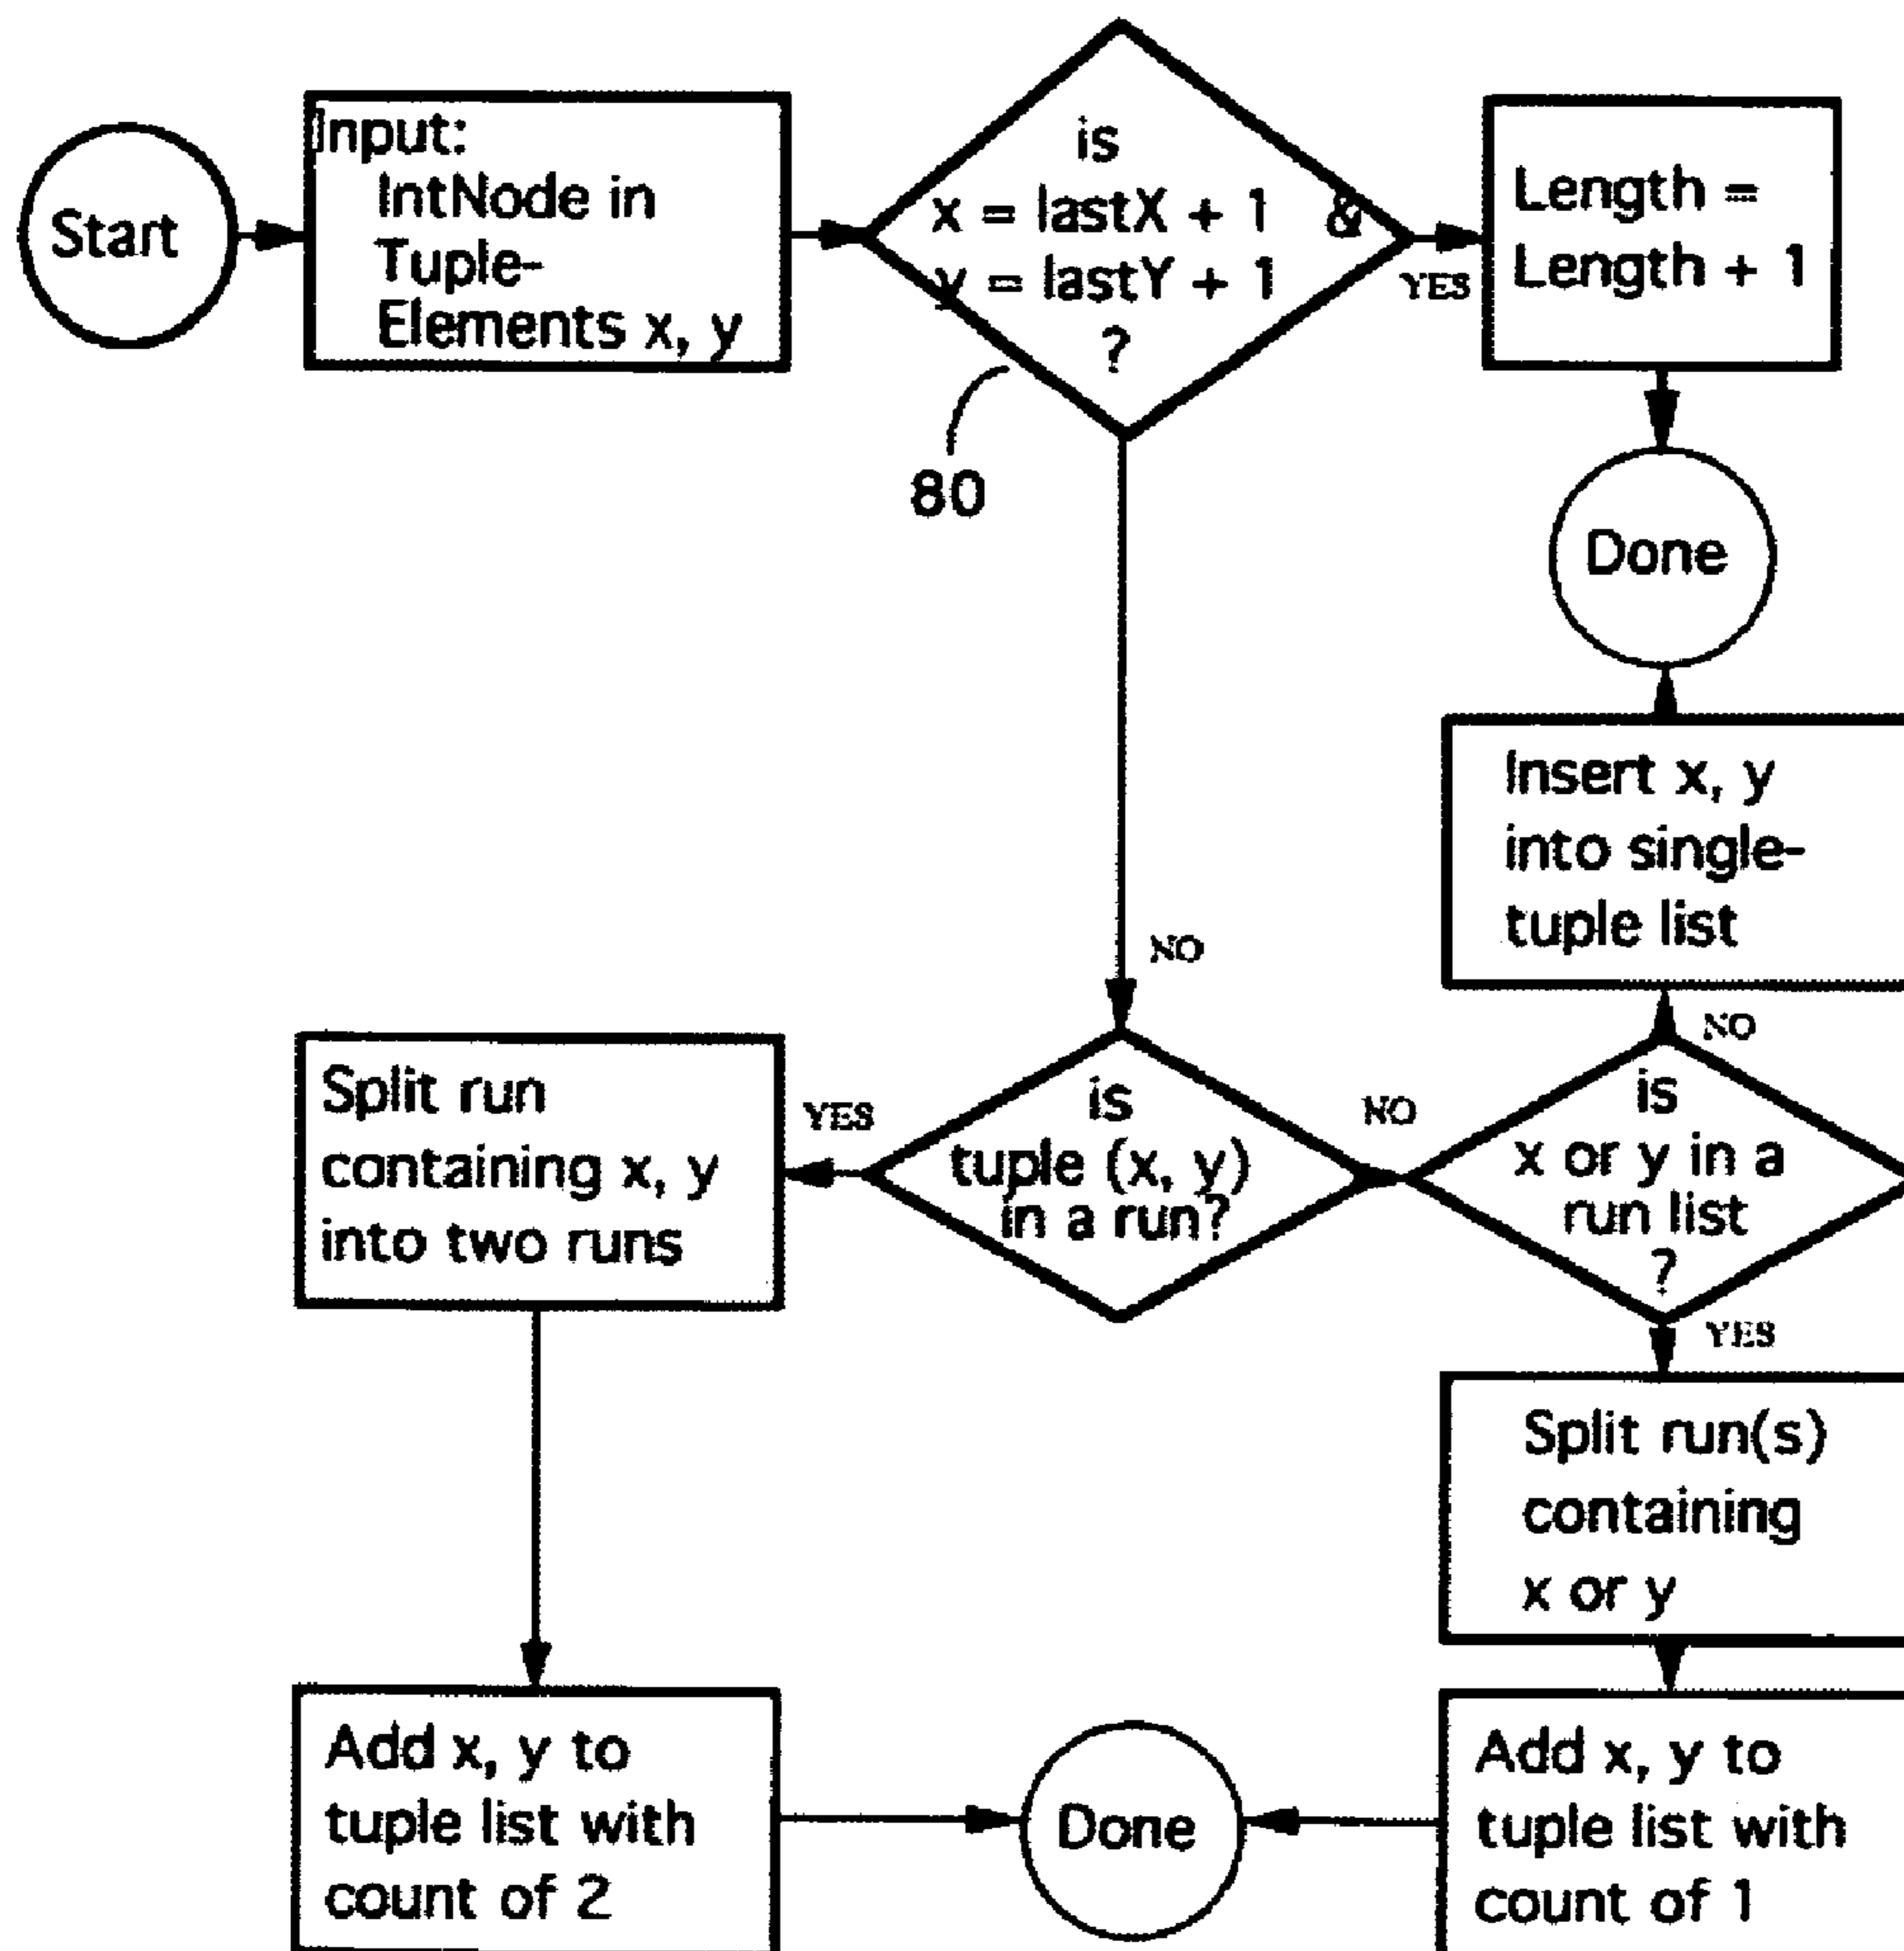 Start
Input:
IntNode in
Tuple-
Elements x, y
is
x = lastX + 1 &
y = lastY + 1
?
YES
Length =
Length + 1
80
Done
Insert x, y
into single-
tuple list
NO
NO
Split run
containing x, y
into two runs
YES
is
tuple (x, y)
in a run?
NO
is
x or y in a
run list
?
YES
Split run(s)
containing
x or y
Add x, y to
tuple list with
count of 2
Done
Add x, y to
tuple list with
count of 1